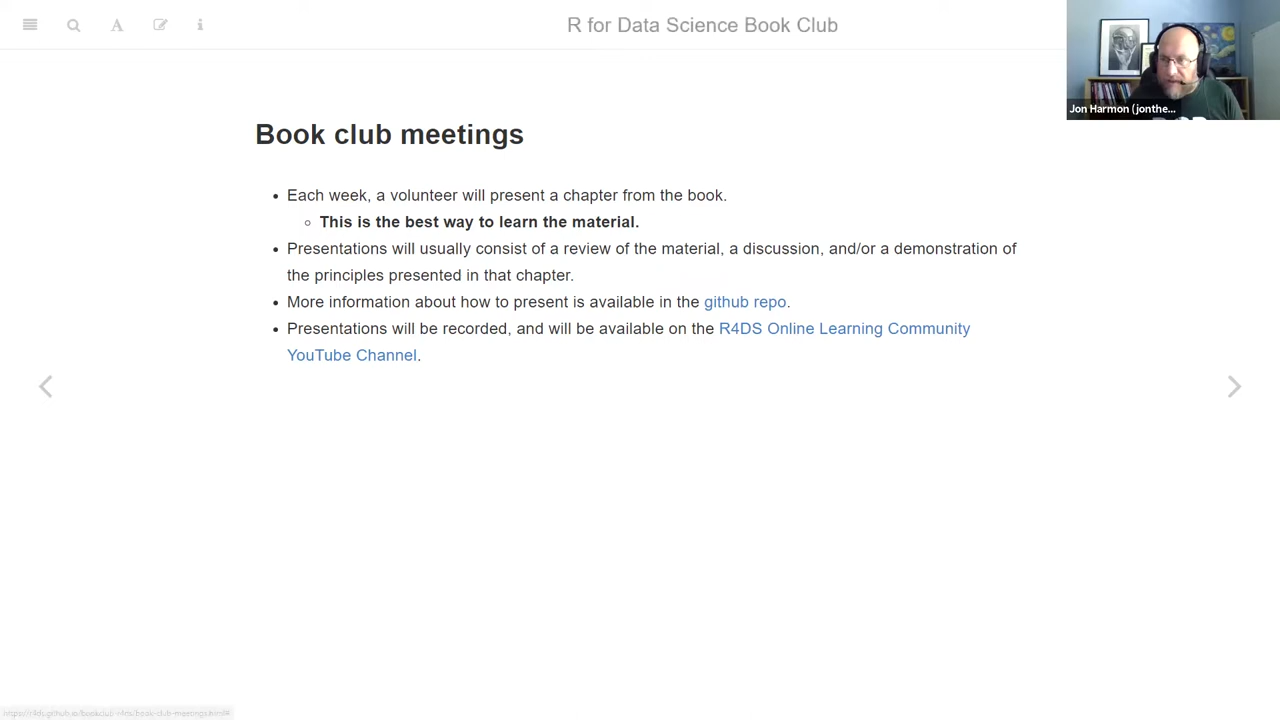 R for Data Science Book Club
Jon Harmon (jonthe...
Book club meetings
• Each week, a volunteer will present a chapter from the book.
◦ This is the best way to learn the material.
• Presentations will usually consist of a review of the material, a discussion, and/or a demonstration of
the principles presented in that chapter.
• More information about how to present is available in the github repo.
• Presentations will be recorded, and will be available on the R4DS Online Learning Community
YouTube Channel.